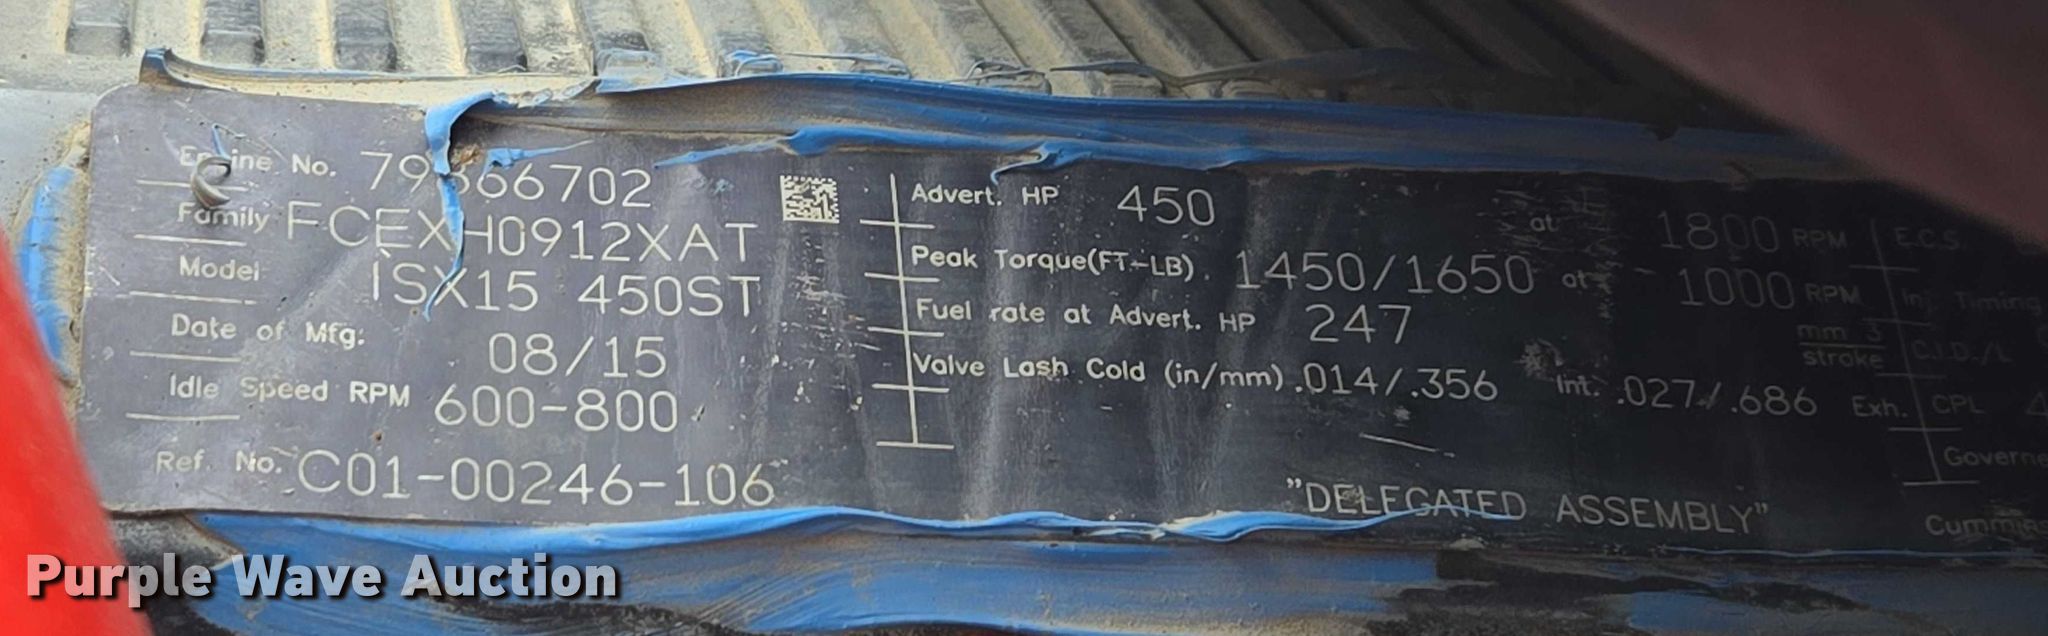 Engine No. 79866702
Family FCEXH0912XAT
Model ISX15 450ST
Date of Mfg: 08/15
Idle Speed RPM 600-800
Ref. No. C01-00246-106
Advert. HP 450 at 1800 RPM
Peak Torque(FT-LB). 1450/1650 at 1000 RPM
Fuel rate at Advert. HP 247 mm 3 stroke
Valve Lash Cold (in/mm) .014/.356 Int. .027/.686 Exh.
E.C.S.
Inj. Timing
C.I.D./L
CPL
"DELEGATED ASSEMBLY"
Purple Wave Auction